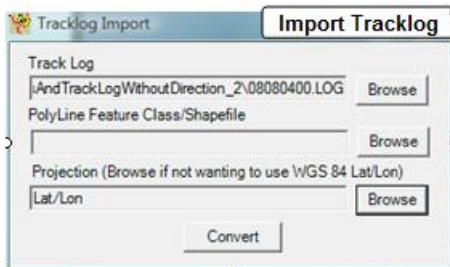 Tracklog Import
Import Tracklog
Track Log
iAndTrackLogWithoutDirection_2\08080400.LOG
Browse
PolyLine Feature Class/Shapefile
Browse
Projection (Browse if not wanting to use WGS 84 Lat/Lon)
Lat/Lon
Browse
Convert